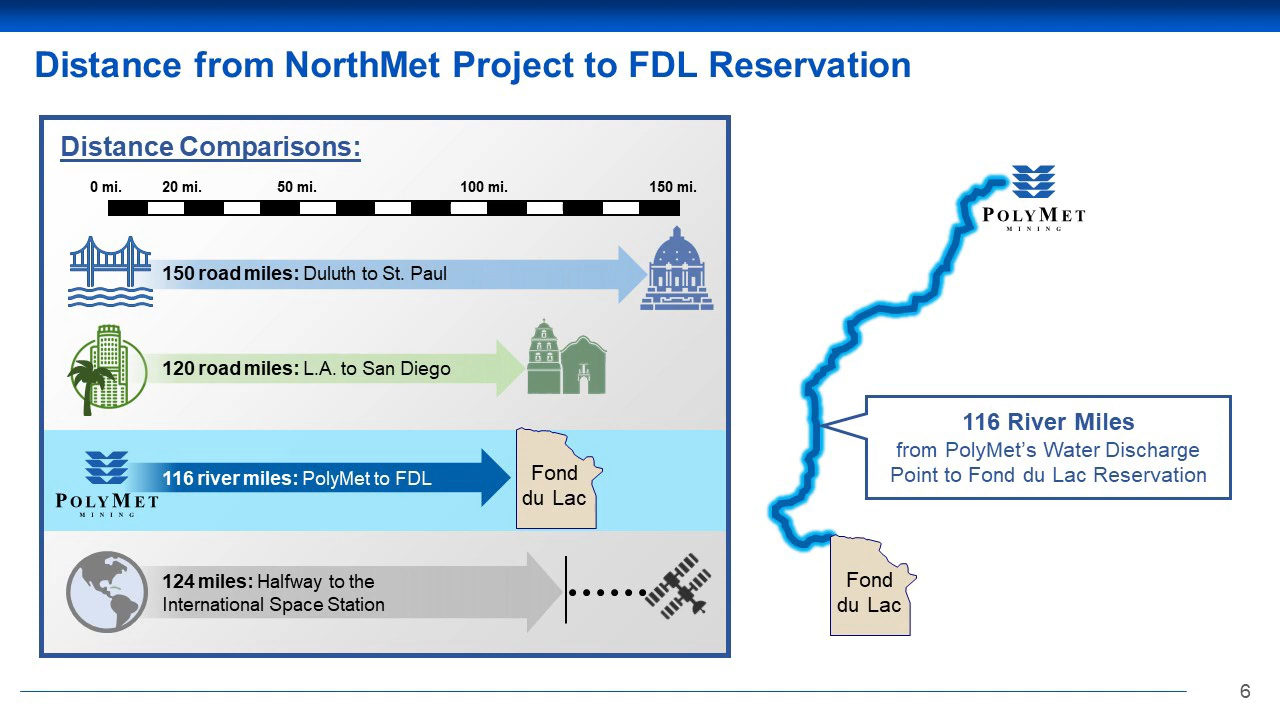 Distance from NorthMet Project to FDL Reservation
Distance Comparisons:
0 mi. 20 mi. 50 mi. 100 mi. 150 mi.
150 road miles: Duluth to St. Paul
120 road miles: L.A. to San Diego
POLYMET
MINING
116 river miles: PolyMet to FDL
Fond
du Lac
124 miles: Halfway to the
International Space Station
POLYMET
MINING
116 River Miles
from PolyMet’s Water Discharge
Point to Fond du Lac Reservation
Fond
du Lac
6